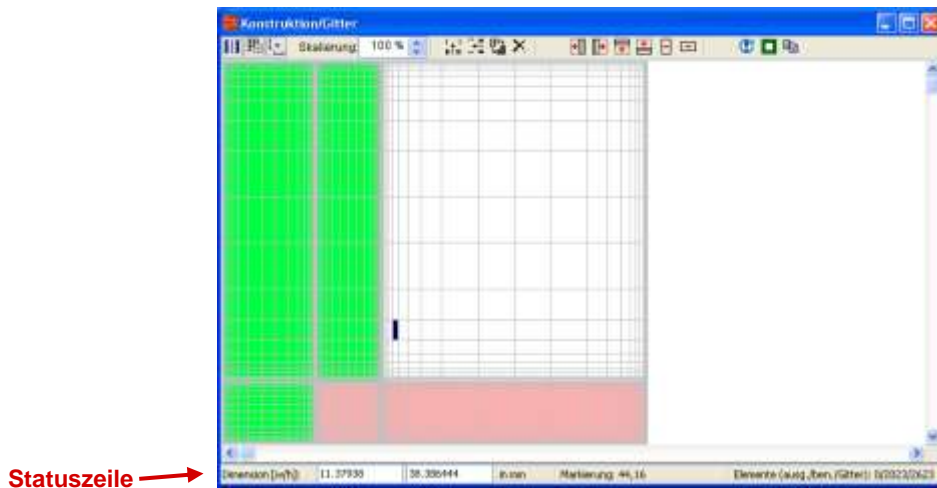 Konstruktion/Gitter
Skalierung: 100 %
Statuszeile
Dimension [w/h]: 11.37938 38.386444 in mm Markierung: 44,16 Elemente (ausg./ben./Gitter): 0/2023/2623